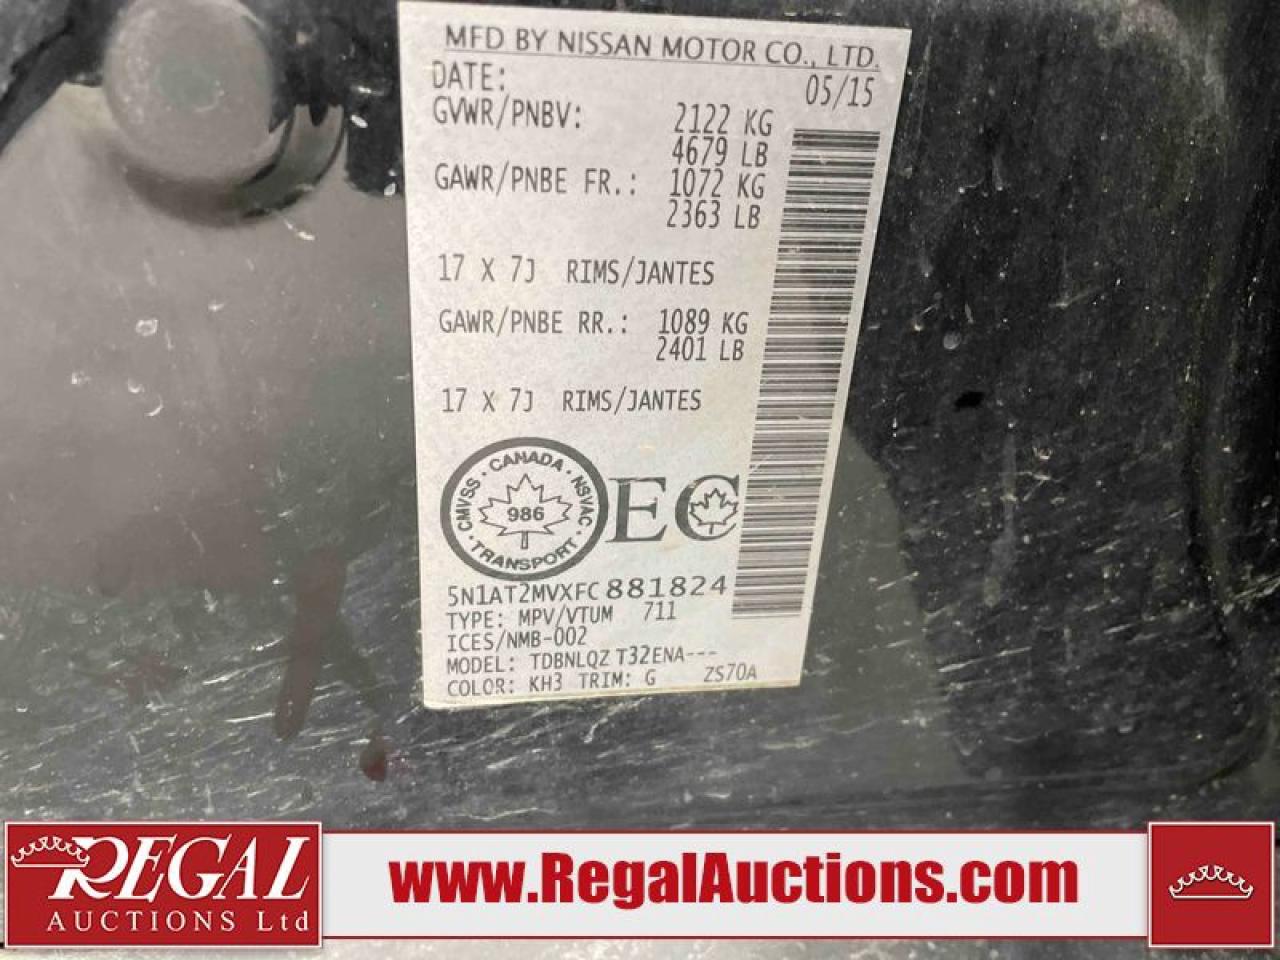 MFD BY NISSAN MOTOR CO., LTD.
DATE: 05/15
GVWR/PNBV: 2122 KG
4679 LB
GAWR/PNBE FR.: 1072 KG
2363 LB
17 X 7J RIMS/JANTES
GAWR/PNBE RR.: 1089 KG
2401 LB
17 X 7J RIMS/JANTES
CMVSS · CANADA · NSVAC · TRANSPORT ·
986
EC
5N1AT2MVXFC881824
TYPE: MPV/VTUM 711
ICES/NMB-002
MODEL: TDBNLQZ T32ENA---
COLOR: KH3 TRIM: G ZS70A
REGAL
AUCTIONS Ltd
www.RegalAuctions.com